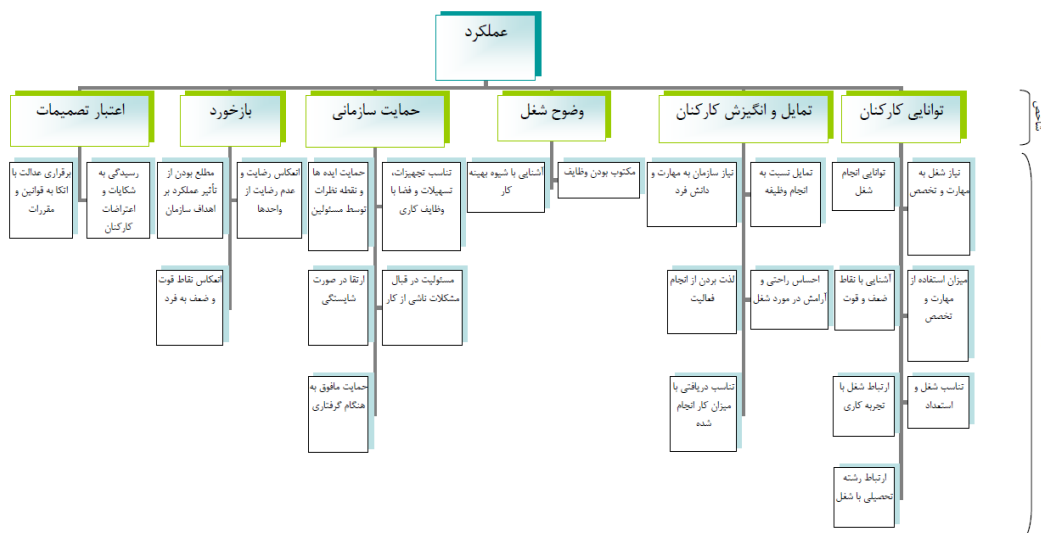 عملکرد
توانایی کارکنان
تمایل و انگیزش کارکنان
وضوح شغل
حمایت سازمانی
بازخورد
اعتبار تصمیمات
شاخص
نیاز شغل به
مهارت و تخصص
توانایی انجام
شغل
تمایل نسبت به
انجام وظیفه
نیاز سازمان به مهارت و
دانش فرد
مکتوب بودن وظایف
آشنایی با شیوه بهینه
کار
تناسب تجهیزات،
تسهیلات و فضا با
وظایف کاری
حمایت ایده ها
و نقطه نظرات
توسط مسئولین
انعکاس رضایت و
عدم رضایت از
واحدها
مطلع بودن از
تأثیر عملکرد بر
اهداف سازمان
رسیدگی به
شکایات و
اعتراضات
کارکنان
برقراری عدالت با
اتکا به قوانین و
مقررات
میزان استفاده از
مهارت و
تخصص
آشنایی با نقاط
ضعف و قوت
احساس راحتی و
آرامش در مورد شغل
لذت بردن از انجام
فعالیت
مسئولیت در قبال
مشکلات ناشی از کار
ارتقا در صورت
شایستگی
انعکاس نقاط قوت
و ضعف به فرد
تناسب شغل و
استعداد
ارتباط شغل با
تجربه کاری
تناسب دریافتی با
میزان کار انجام
شده
حمایت مافوق به
هنگام گرفتاری
ارتباط رشته
تحصیلی با شغل